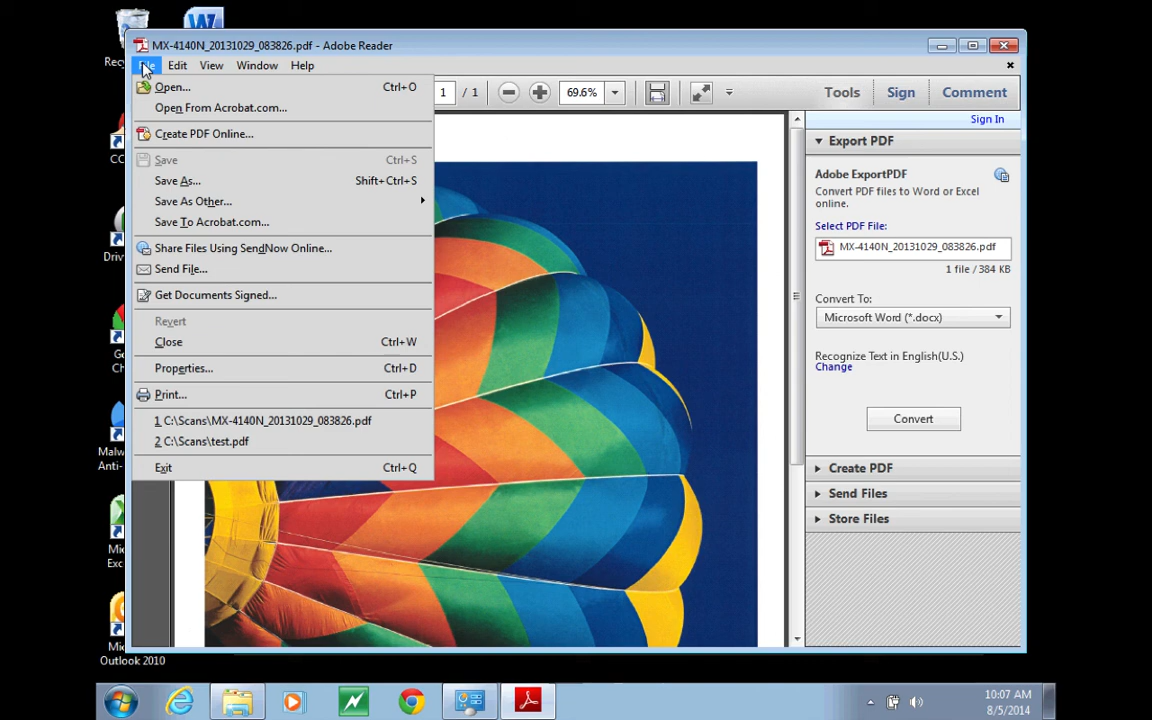 MX-4140N_20131029_083826.pdf - Adobe Reader
Edit View Window Help
Open... Ctrl+O
Open From Acrobat.com...
Create PDF Online...
Save Ctrl+S
Save As... Shift+Ctrl+S
Save As Other...
Save To Acrobat.com...
Share Files Using SendNow Online...
Send File...
Get Documents Signed...
Revert
Close Ctrl+W
Properties... Ctrl+D
Print... Ctrl+P
1 C:\Scans\MX-4140N_20131029_083826.pdf
2 C:\Scans\test.pdf
Exit Ctrl+Q
1 / 1 69.6%
Tools Sign Comment
Sign In
Export PDF
Adobe ExportPDF
Convert PDF files to Word or Excel
online.
Select PDF File:
MX-4140N_20131029_083826.pdf
1 file / 384 KB
Convert To:
Microsoft Word (*.docx)
Recognize Text in English(U.S.)
Change
Convert
Create PDF
Send Files
Store Files
Outlook 2010
10:07 AM
8/5/2014